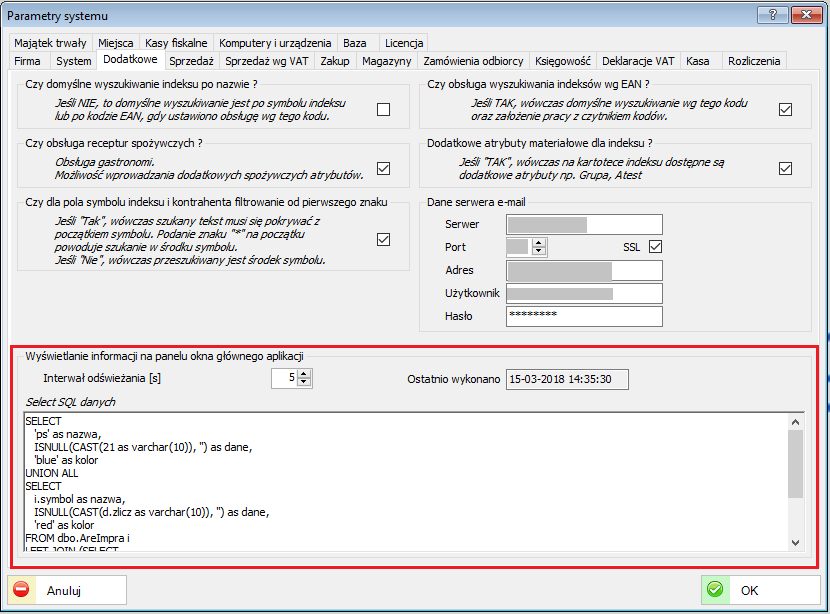 Parametry systemu
?
Majątek trwały Miejsca Kasy fiskalne Komputery i urządzenia Baza Licencja
Firma System Dodatkowe Sprzedaż Sprzedaż wg VAT Zakup Magazyny Zamówienia odbiorcy Księgowość Deklaracje VAT Kasa Rozliczenia
Czy domyślne wyszukiwanie indeksu po nazwie ?
Jeśli NIE, to domyślne wyszukiwanie jest po symbolu indeksu
lub po kodzie EAN, gdy ustawiono obsługę wg tego kodu.
Czy obsługa wyszukiwania indeksów wg EAN ?
Jeśli TAK, wówczas domyślne wyszukiwanie wg tego kodu
oraz założenie pracy z czytnikiem kodów.
Czy obsługa receptur spożywczych ?
Obsługa gastronomi.
Możliwość wprowadzania dodatkowych spożywczych atrybutów.
Dodatkowe atrybuty materiałowe dla indeksu ?
Jeśli "TAK", wówczas na kartotece indeksu dostępne są
dodatkowe atrybuty np. Grupa, Atest
Czy dla pola symbolu indeksu i kontrahenta filtrowanie od pierwszego znaku
Jeśli "Tak", wówczas szukany tekst musi się pokrywać z
początkiem symbolu. Podanie znaku "*" na początku
powoduje szukanie w środku symbolu.
Jeśli "Nie", wówczas przeszukiwany jest środek symbolu.
Dane serwera e-mail
Serwer
Port SSL
Adres
Użytkownik
Hasło ********
Wyświetlanie informacji na panelu okna głównego aplikacji
Interwał odświeżania [s] 5 Ostatnio wykonano 15-03-2018 14:35:30
Select SQL danych
SELECT
'ps' as nazwa,
ISNULL(CAST(21 as varchar(10)), '') as dane,
'blue' as kolor
UNION ALL
SELECT
i.symbol as nazwa,
ISNULL(CAST(d.zlicz as varchar(10)), '') as dane,
'red' as kolor
FROM dbo.AreImpra i
LEFT JOIN (SELECT
Anuluj OK